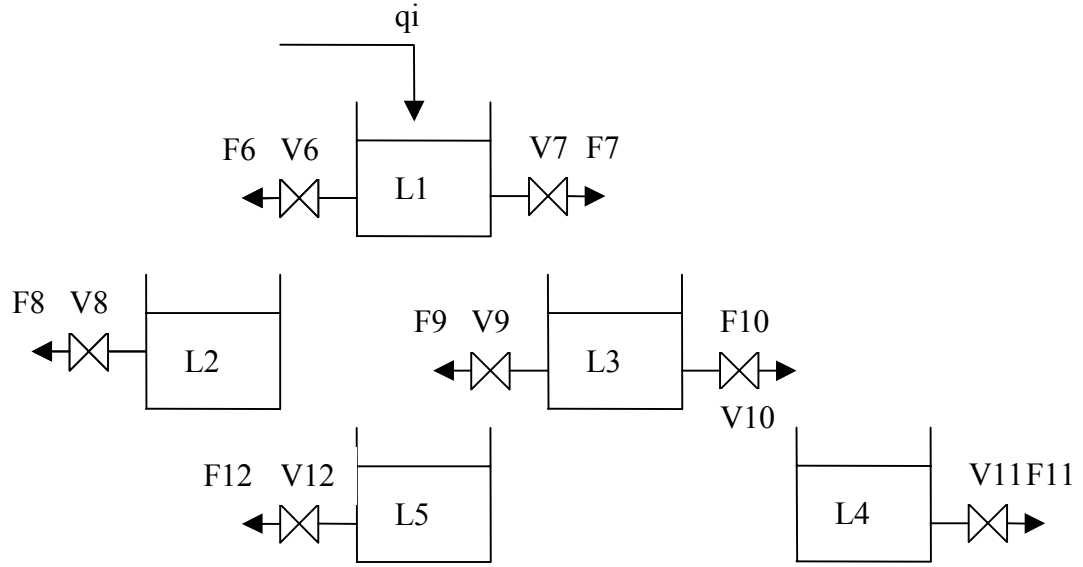 qi
F6 V6
V7 F7
L1
F8 V8
F9 V9
F10
L2
L3
V10
F12 V12
V11F11
L5
L4